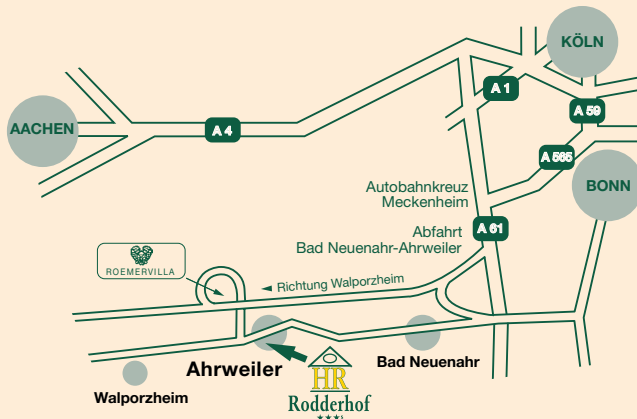 KÖLN
A 1
A 59
AACHEN
A 4
A 565
BONN
Autobahnkreuz
Meckenheim
A 61
Abfahrt
Bad Neuenahr-Ahrweiler
ROEMERVILLA
Richtung Walporzheim
Ahrweiler
Bad Neuenahr
HR
Walporzheim
Rodderhof